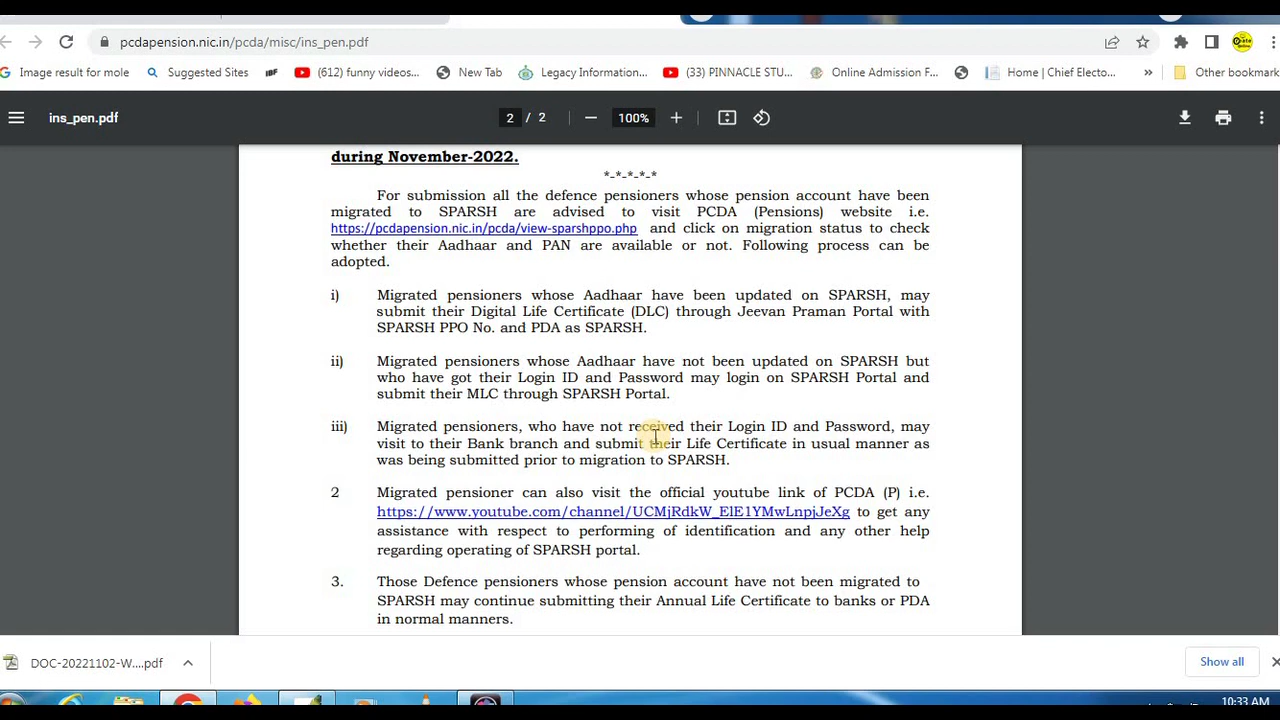 pcdapension.nic.in/pcda/misc/ins_pen.pdf
Image result for mole
Suggested Sites
(612) funny videos...
New Tab
Legacy Information...
(33) PINNACLE STU...
Online Admission F...
Home | Chief Electo...
»
Other bookmark
ins_pen.pdf
2 / 2
100%
during November-2022.
*-*-*-*-*
For submission all the defence pensioners whose pension account have been
migrated to SPARSH are advised to visit PCDA (Pensions) website i.e.
https://pcdapension.nic.in/pcda/view-sparshppo.php and click on migration status to check
whether their Aadhaar and PAN are available or not. Following process can be
adopted.
i) Migrated pensioners whose Aadhaar have been updated on SPARSH, may
submit their Digital Life Certificate (DLC) through Jeevan Praman Portal with
SPARSH PPO No. and PDA as SPARSH.
ii) Migrated pensioners whose Aadhaar have not been updated on SPARSH but
who have got their Login ID and Password may login on SPARSH Portal and
submit their MLC through SPARSH Portal.
iii) Migrated pensioners, who have not received their Login ID and Password, may
visit to their Bank branch and submit their Life Certificate in usual manner as
was being submitted prior to migration to SPARSH.
2 Migrated pensioner can also visit the official youtube link of PCDA (P) i.e.
https://www.youtube.com/channel/UCMjRdkW_ElE1YMwLnpjJeXg to get any
assistance with respect to performing of identification and any other help
regarding operating of SPARSH portal.
3. Those Defence pensioners whose pension account have not been migrated to
SPARSH may continue submitting their Annual Life Certificate to banks or PDA
in normal manners.
DOC-20221102-W....pdf
Show all
10:33 AM